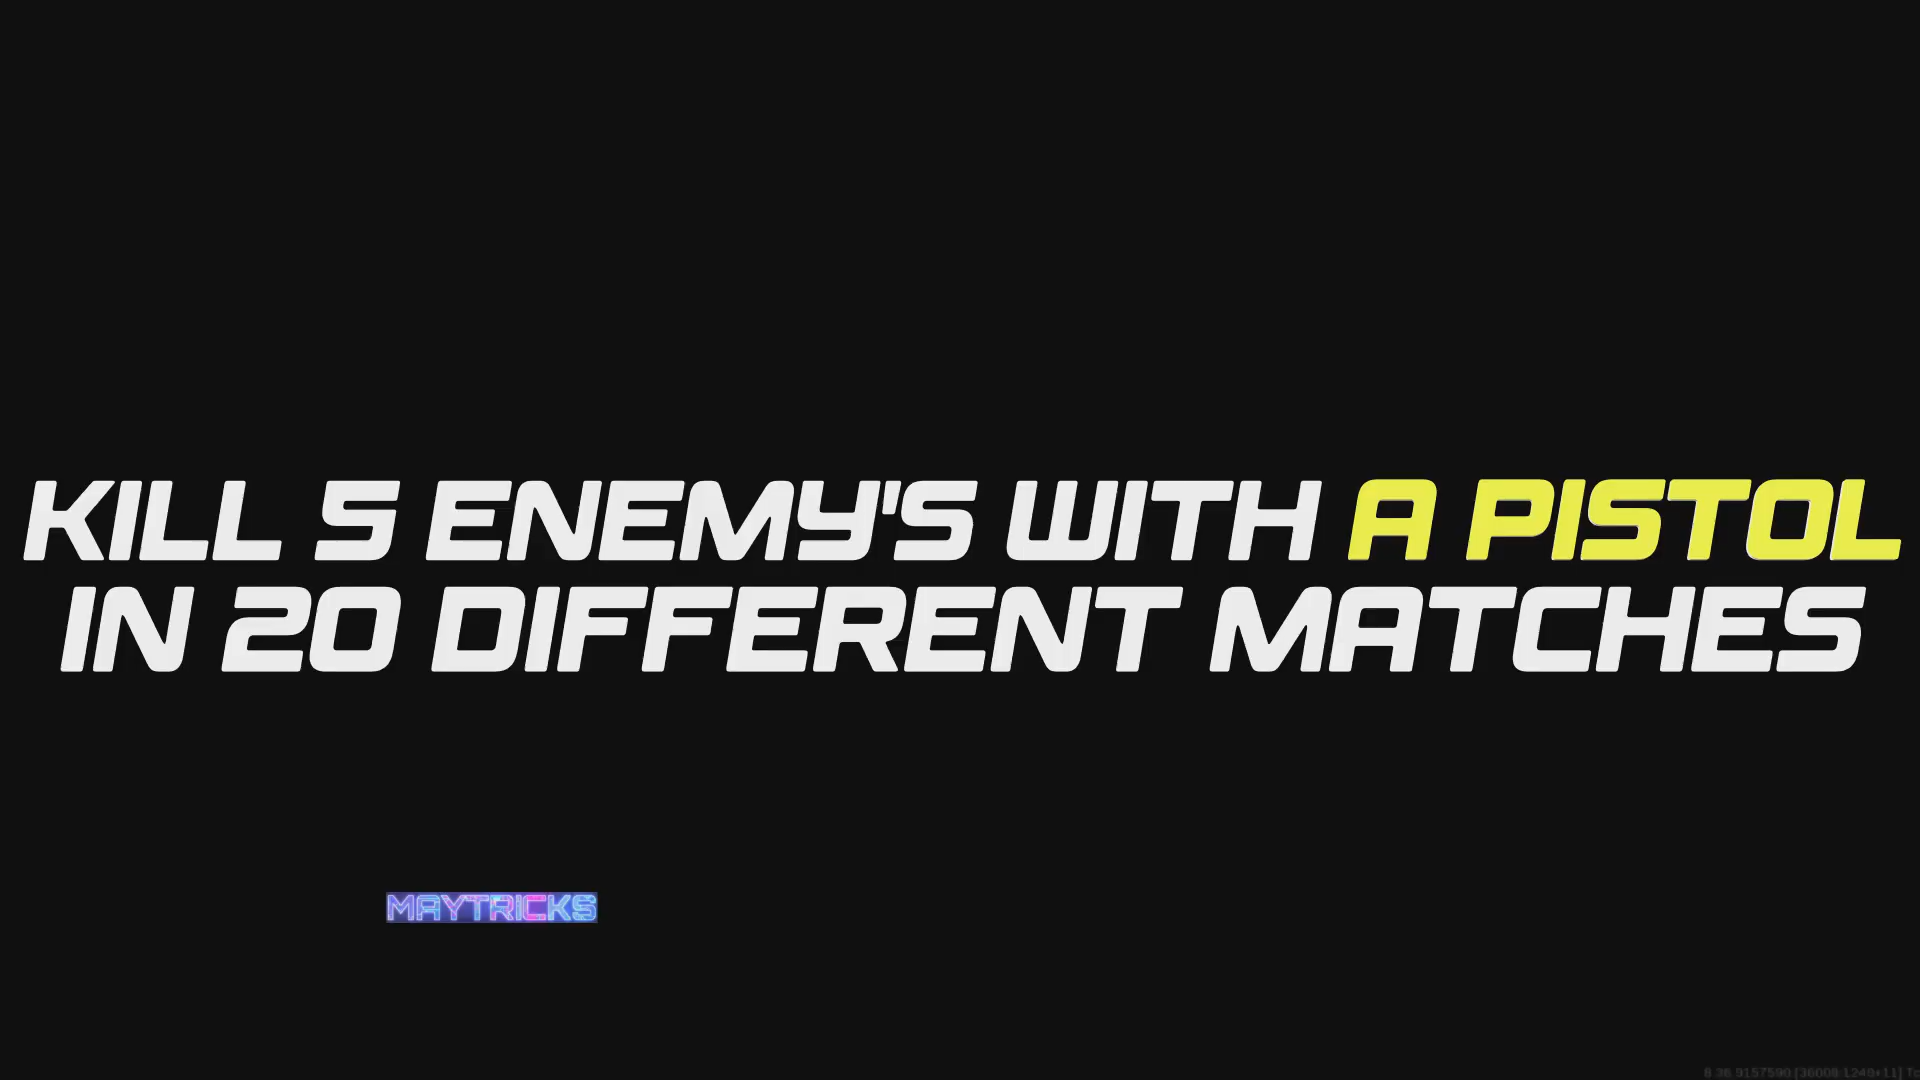 KILL 5 ENEMY'S WITH A PISTOL
IN 20 DIFFERENT MATCHES
MAYTRICKS